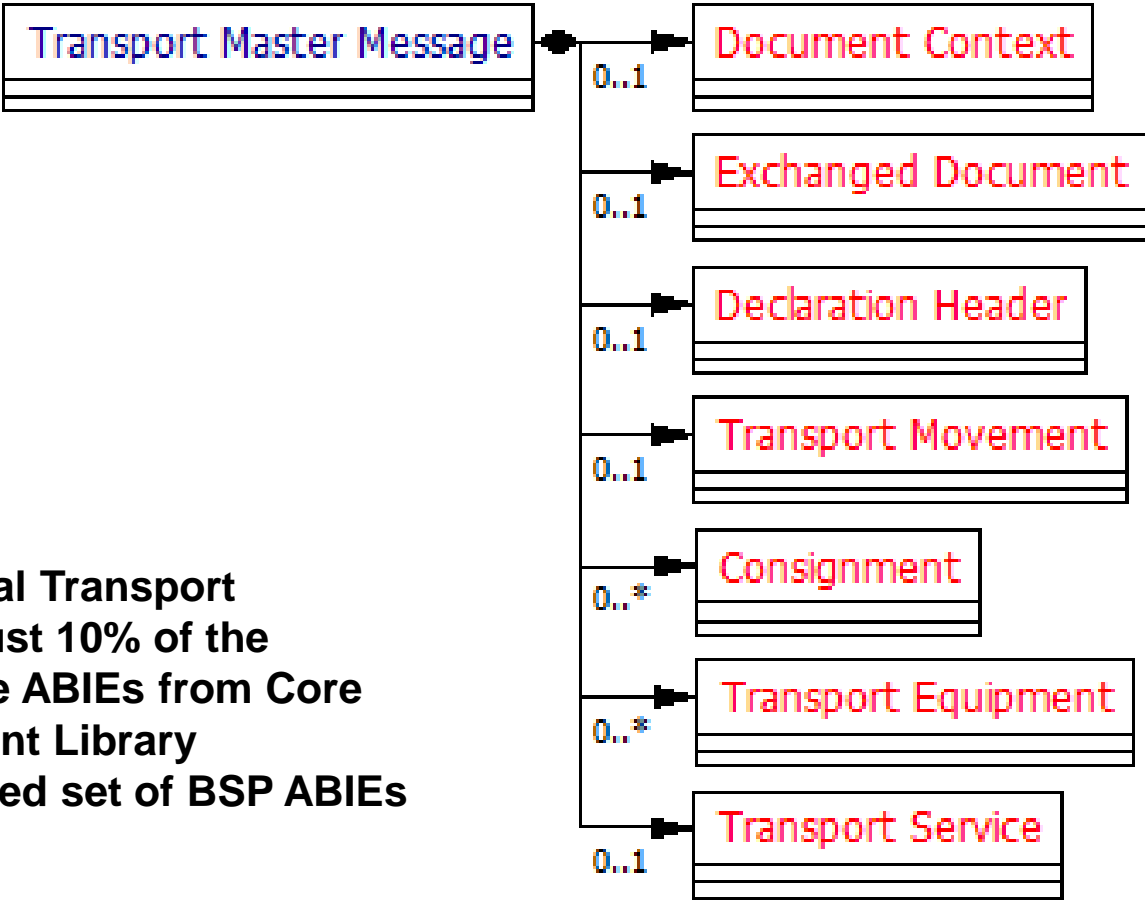 Transport Master Message
Document Context
0..1
Exchanged Document
0..1
Declaration Header
0..1
Transport Movement
0..1
Consignment
0..*
Transport Equipment
0..*
Transport Service
0..1
al Transport
ust 10% of the
e ABIEs from Core
nt Library
ed set of BSP ABIEs